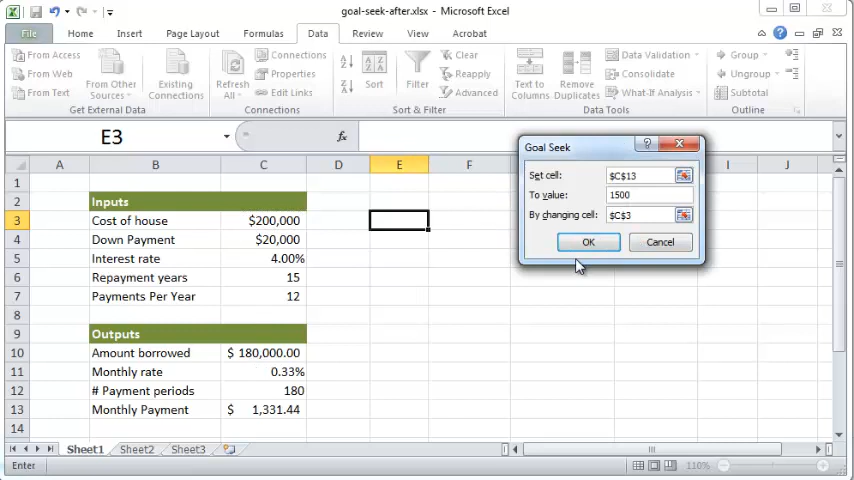 goal-seek-after.xlsx - Microsoft Excel
File Home Insert Page Layout Formulas Data Review View Acrobat
From Access
From Web
From Text
From Other
Sources
Existing
Connections
Get External Data
Refresh
All
Connections
Properties
Edit Links
Connections
Sort
Filter
Clear
Reapply
Advanced
Sort & Filter
Text to
Columns
Remove
Duplicates
Data Validation
Consolidate
What-If Analysis
Data Tools
Group
Ungroup
Subtotal
Outline
E3 fx
A B C D E F I J
1
2 Inputs
3 Cost of house $200,000
4 Down Payment $20,000
5 Interest rate 4.00%
6 Repayment years 15
7 Payments Per Year 12
8
9 Outputs
10 Amount borrowed $ 180,000.00
11 Monthly rate 0.33%
12 # Payment periods 180
13 Monthly Payment $ 1,331.44
14
Goal Seek
Set cell: $C$13
To value: 1500
By changing cell: $C$3
OK Cancel
Sheet1 Sheet2 Sheet3
Enter 110%